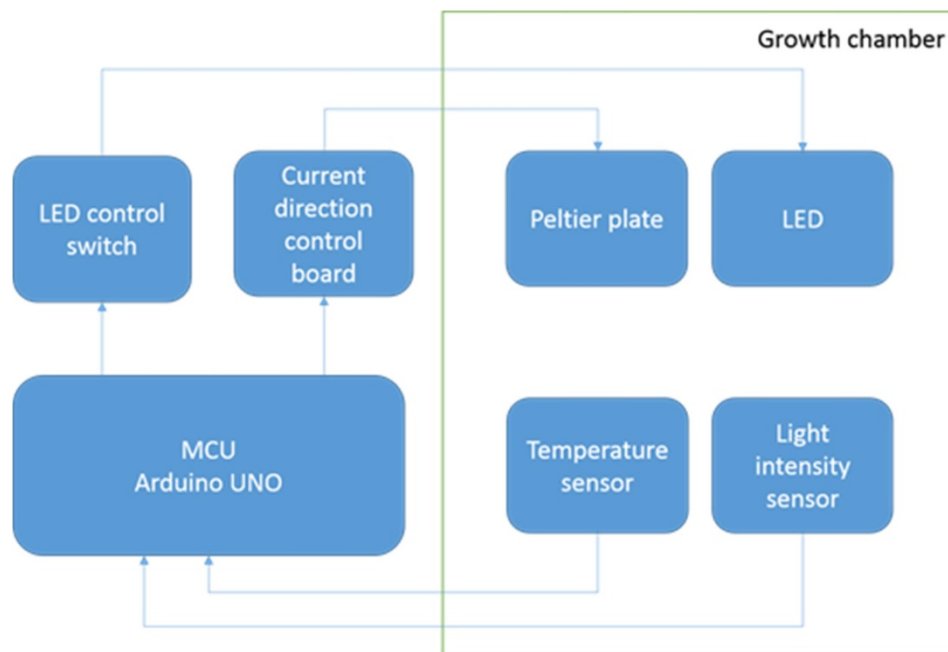 Growth chamber
LED control
switch
Current
direction
control
board
Peltier plate
LED
MCU
Arduino UNO
Temperature
sensor
Light
intensity
sensor